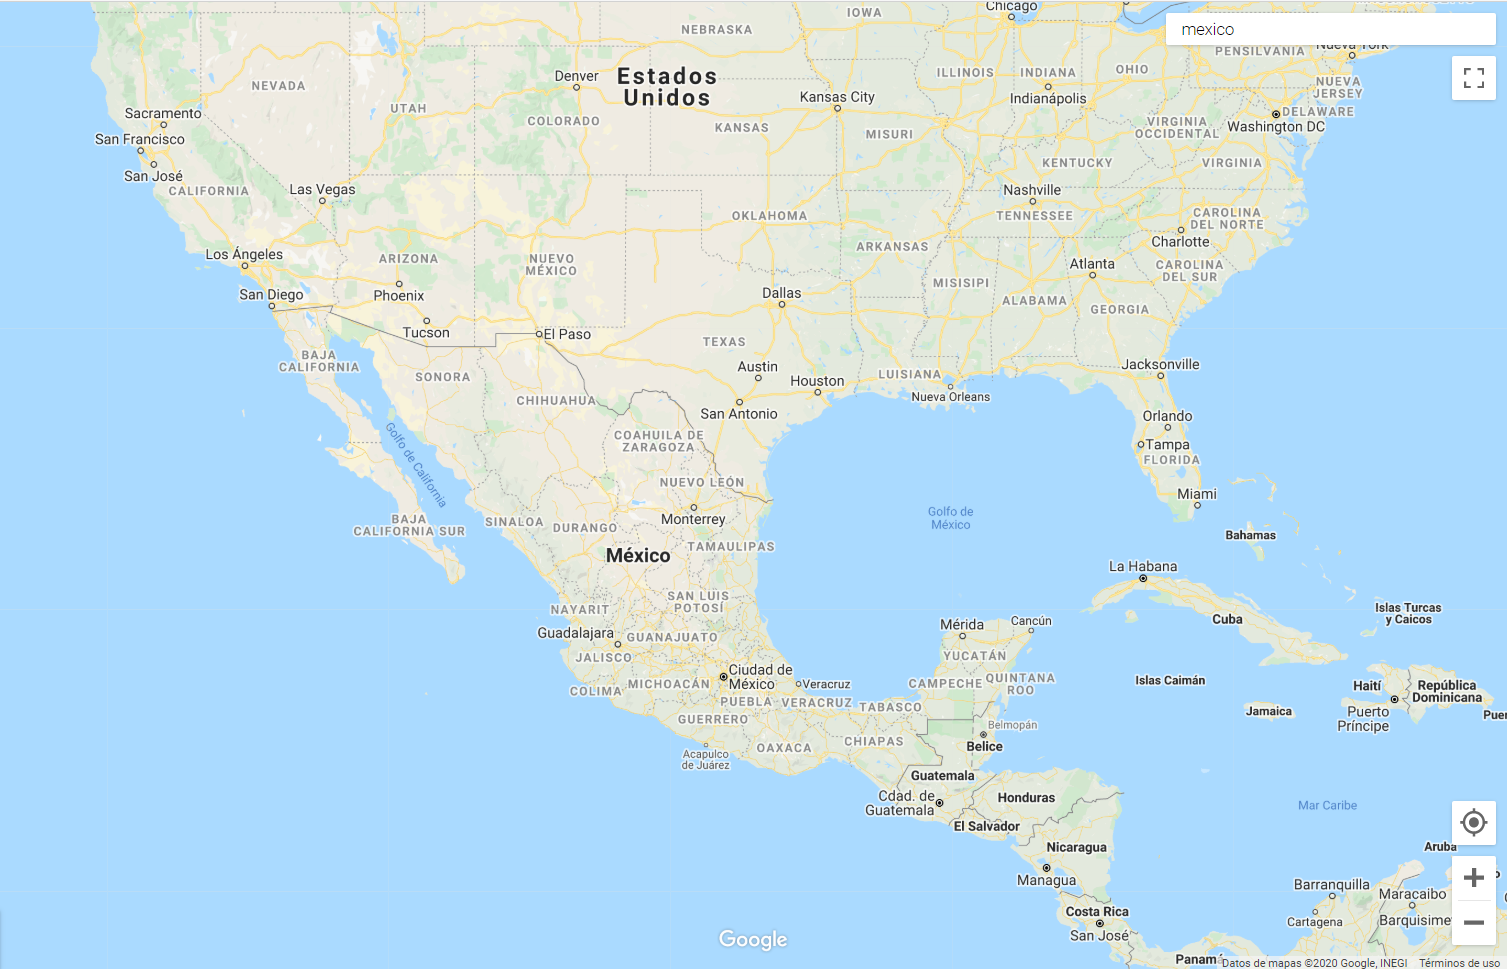 mexico
Chicago
IOWA
NEBRASKA
PENSILVANIA
Nueva York
Denver
Estados
Unidos
ILLINOIS
INDIANA
OHIO
NEVADA
UTAH
Kansas City
Indianápolis
NUEVA
JERSEY
Sacramento
COLORADO
KANSAS
MISURI
VIRGINIA
OCCIDENTAL
DELAWARE
Washington DC
San Francisco
San José
CALIFORNIA
Las Vegas
KENTUCKY
VIRGINIA
Nashville
TENNESSEE
OKLAHOMA
CAROLINA
DEL NORTE
Charlotte
Los Ángeles
ARIZONA
NUEVO
MÉXICO
ARKANSAS
Atlanta
CAROLINA
DEL SUR
San Diego
Phoenix
Dallas
MISISIPI
ALABAMA
GEORGIA
Tucson
El Paso
TEXAS
BAJA
CALIFORNIA
SONORA
Austin
Houston
LUISIANA
Jacksonville
CHIHUAHUA
San Antonio
Nueva Orleans
Orlando
Golfo de California
COAHUILA DE
ZARAGOZA
Tampa
FLORIDA
NUEVO LEÓN
Miami
BAJA
CALIFORNIA SUR
SINALOA
DURANGO
Monterrey
Golfo de
México
Bahamas
México
TAMAULIPAS
La Habana
NAYARIT
SAN LUIS
POTOSÍ
Cuba
Islas Turcas
y Caicos
Guadalajara
GUANAJUATO
Mérida
Cancún
JALISCO
YUCATÁN
Ciudad de
México
COLIMA
MICHOACÁN
Veracruz
CAMPECHE
QUINTANA
ROO
Islas Caimán
Haití
República
Dominicana
PUEBLA
VERACRUZ
TABASCO
Jamaica
Puerto
Príncipe
Puer
GUERRERO
Belmopán
Acapulco
de Juárez
OAXACA
CHIAPAS
Belice
Guatemala
Cdad. de
Guatemala
Honduras
Mar Caribe
El Salvador
Nicaragua
Aruba
Managua
Barranquilla
Maracaibo
Costa Rica
San José
Cartagena
Barquisime
Google
Panamá
Datos de mapas ©2020 Google, INEGI
Términos de uso